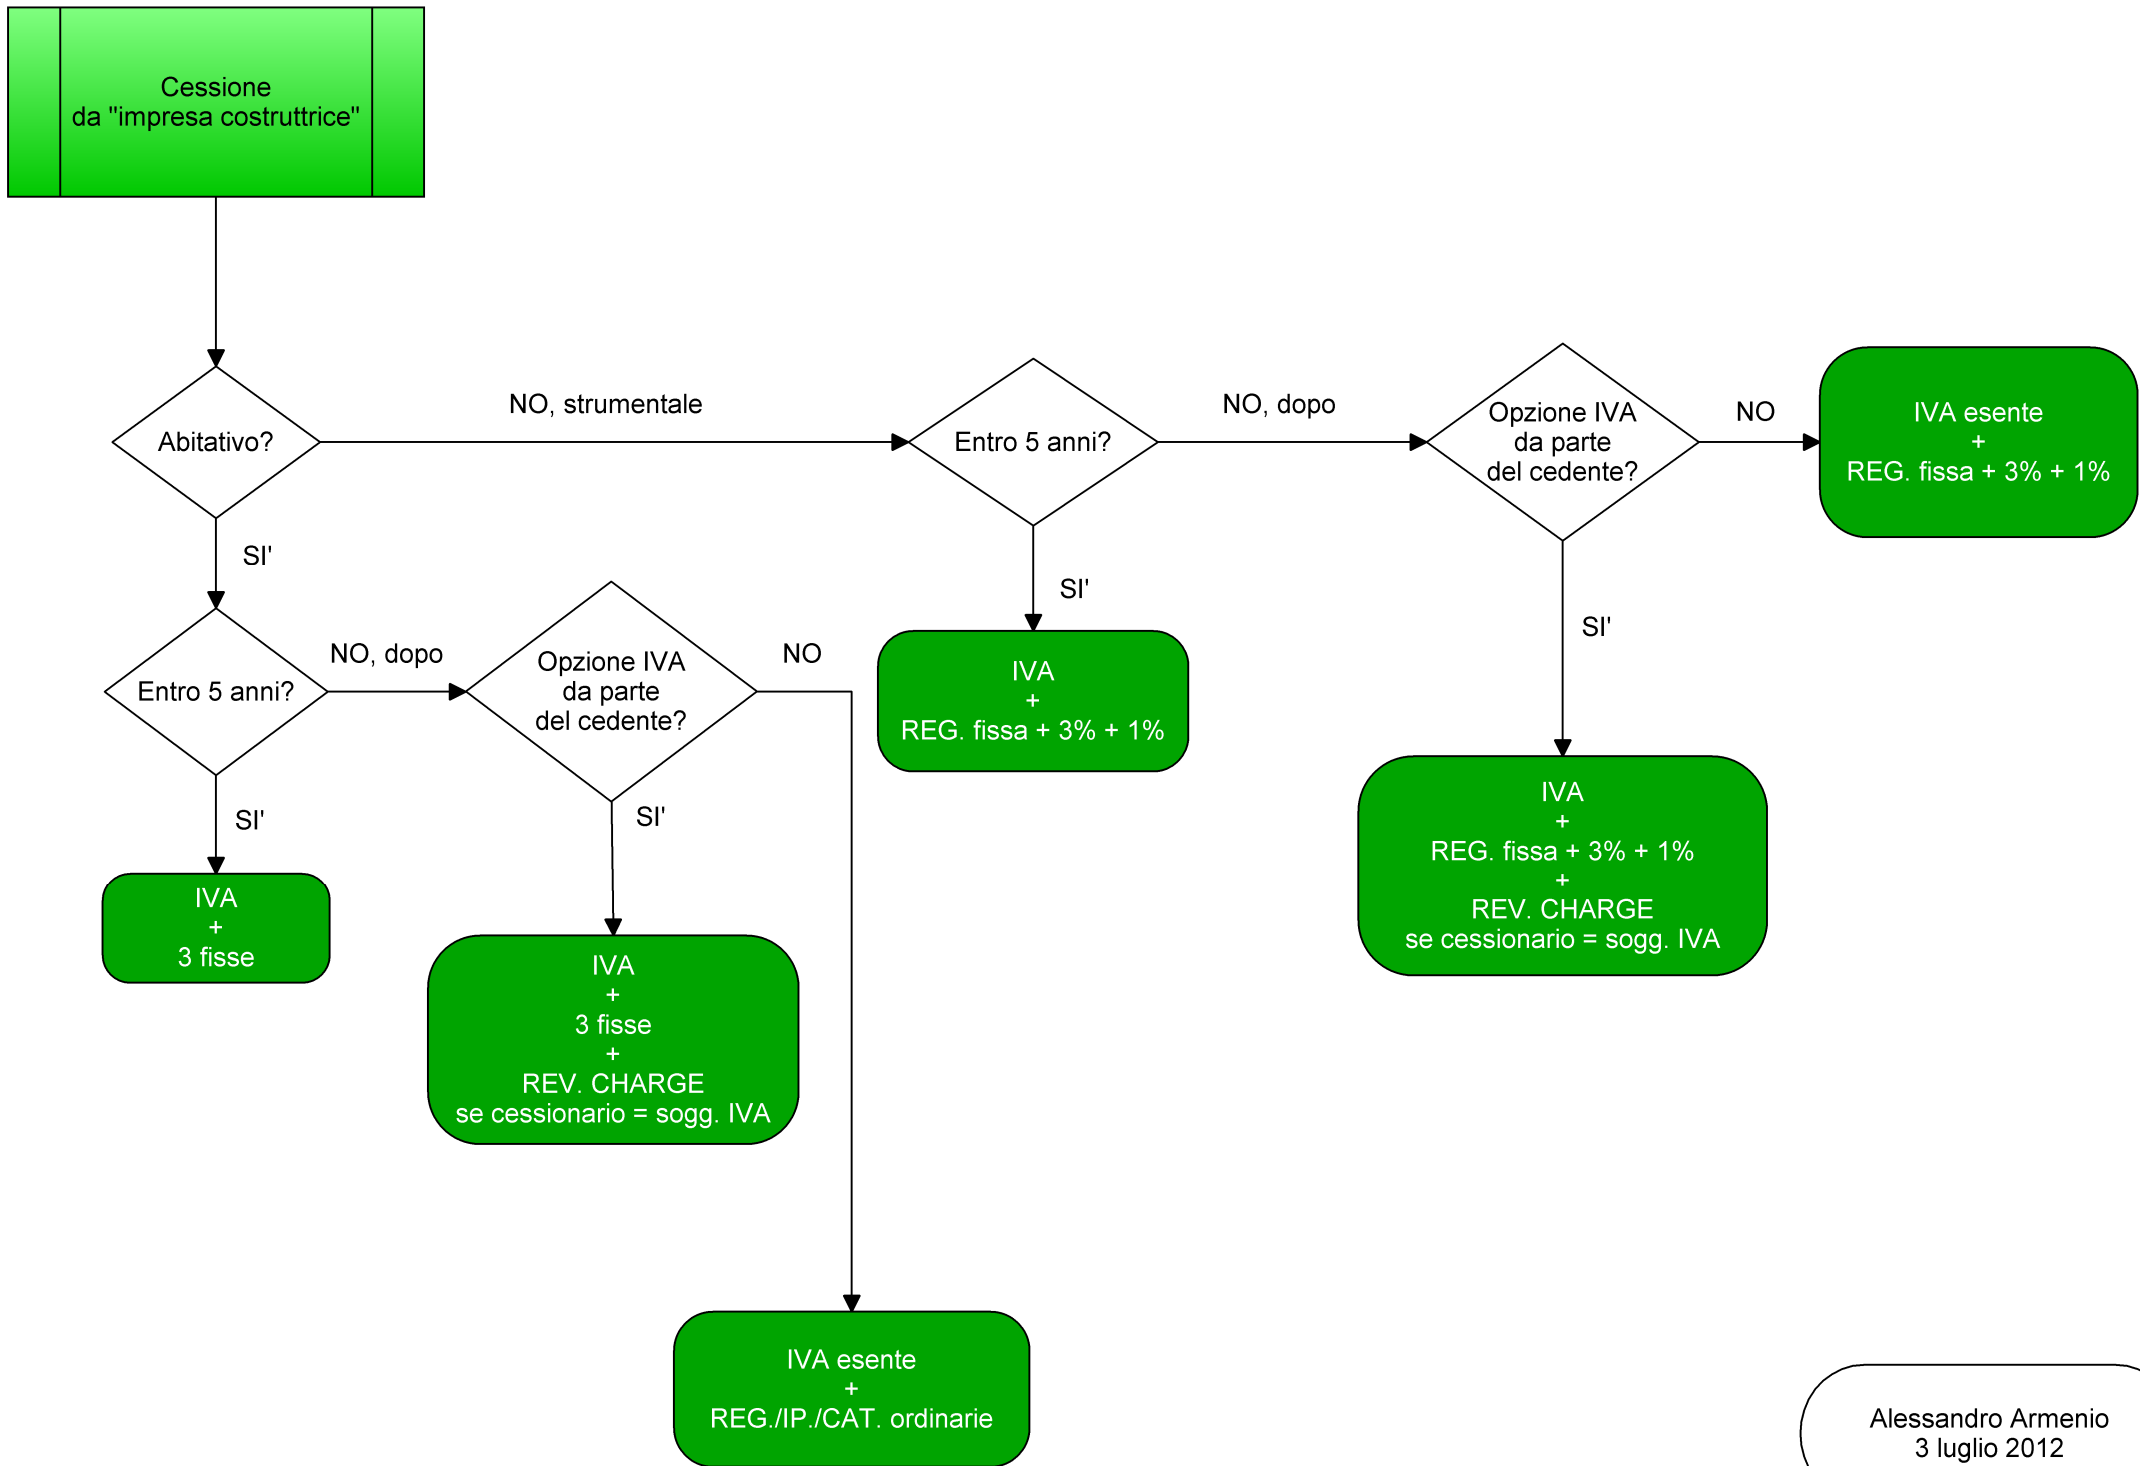 Cessione
da "impresa costruttrice"
Abitativo?
NO, strumentale
Entro 5 anni?
NO, dopo
Opzione IVA
da parte
del cedente?
NO
IVA esente
+
REG. fissa + 3% + 1%
SI'
SI'
SI'
Entro 5 anni?
NO, dopo
Opzione IVA
da parte
del cedente?
NO
IVA
+
REG. fissa + 3% + 1%
IVA
+
REG. fissa + 3% + 1%
+
REV. CHARGE
se cessionario = sogg. IVA
SI'
SI'
IVA
+
3 fisse
IVA
+
3 fisse
+
REV. CHARGE
se cessionario = sogg. IVA
IVA esente
+
REG./IP./CAT. ordinarie
Alessandro Armenio
3 luglio 2012